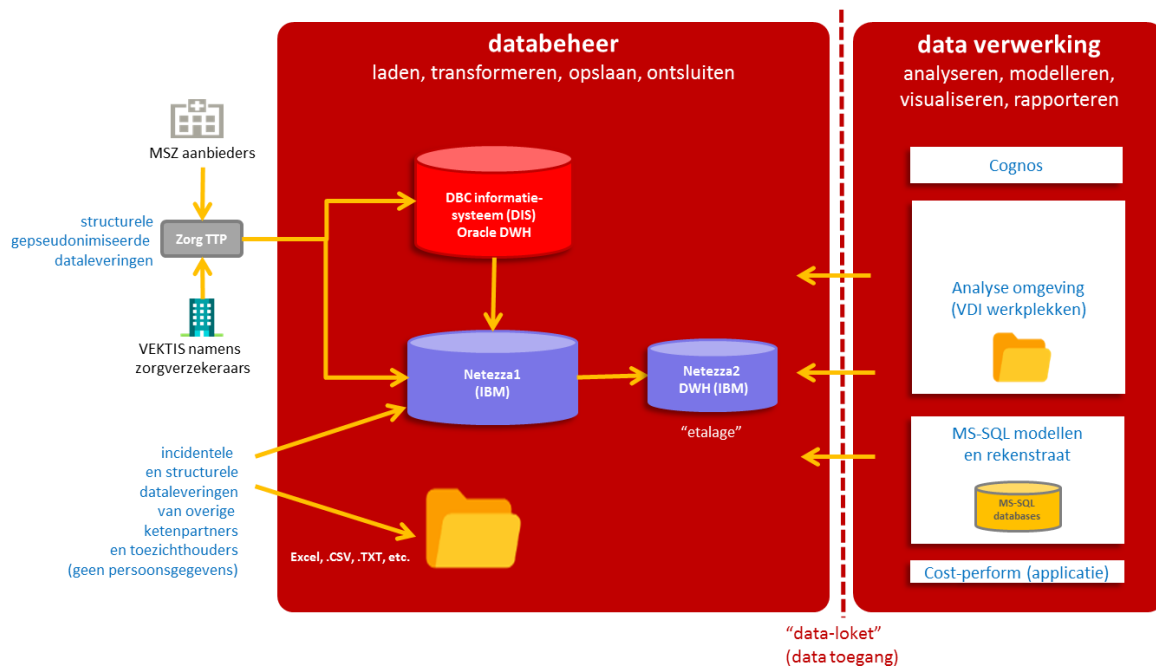 databeheer
laden, transformeren, opslaan, ontsluiten
data verwerking
analyseren, modelleren,
visualiseren, rapporteren
MSZ aanbieders
structurele
gepseudonimiseerde
dataleveringen
Zorg TTP
VEKTIS namens
zorgverzekeraars
DBC informatie-
systeem (DIS)
Oracle DWH
Netezza1
(IBM)
Netezza2
DWH (IBM)
"etalage"
incidentele
en structurele
dataleveringen
van overige
ketenpartners
en toezichthouders
(geen persoonsgegevens)
Excel, .CSV, .TXT, etc.
Cognos
Analyse omgeving
(VDI werkplekken)
MS-SQL modellen
en rekenstraat
MS-SQL
databases
Cost-perform (applicatie)
"data-loket"
(data toegang)